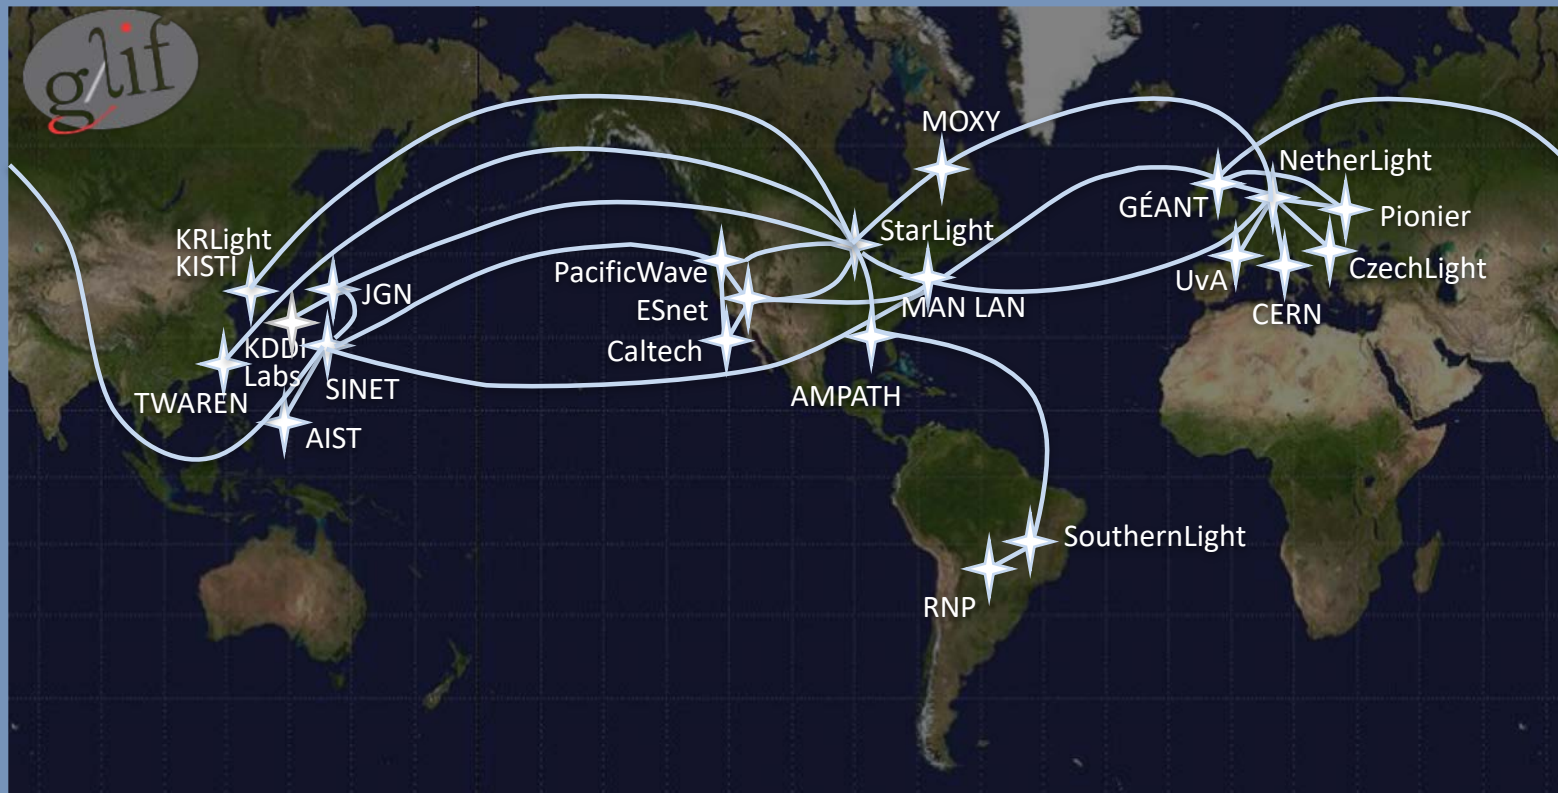 glif
MOXY
NetherLight
GÉANT
Pionier
KRLight
KISTI
StarLight
PacificWave
CzechLight
UvA
JGN
ESnet
MAN LAN
CERN
KDDI
Labs
Caltech
SINET
AMPATH
TWAREN
AIST
SouthernLight
RNP